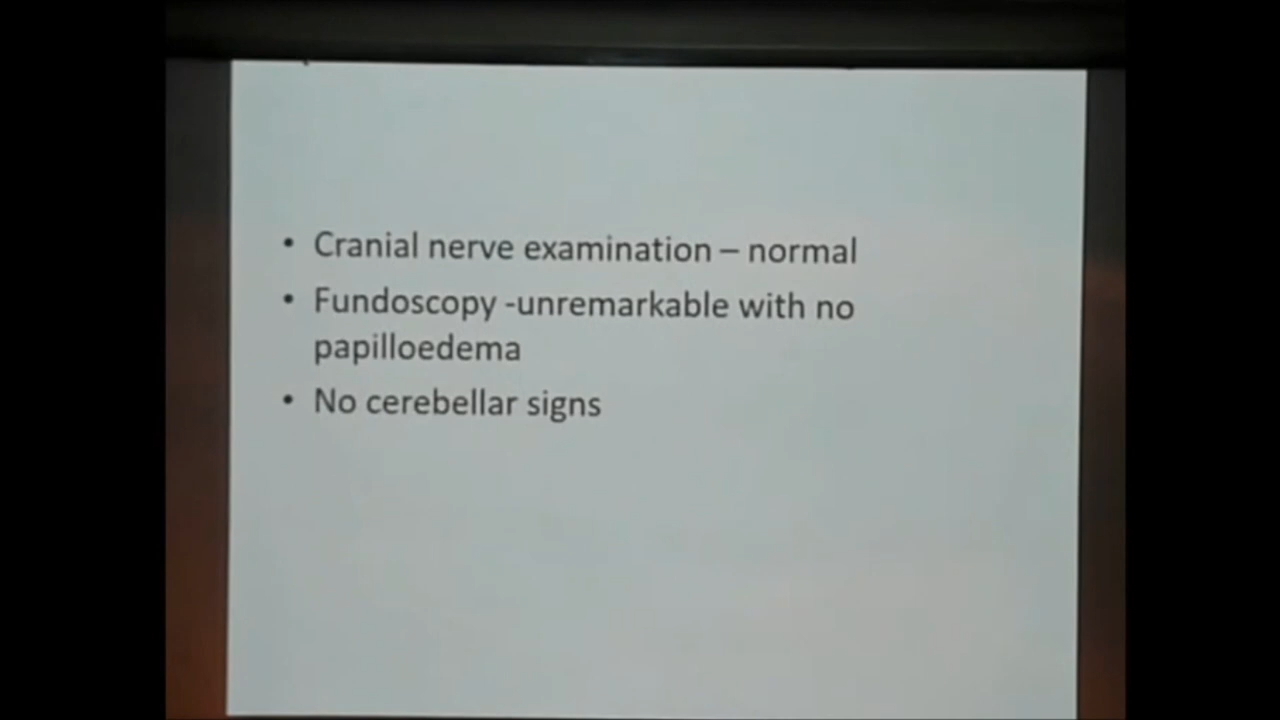 • Cranial nerve examination – normal
• Fundoscopy -unremarkable with no
papilloedema
• No cerebellar signs